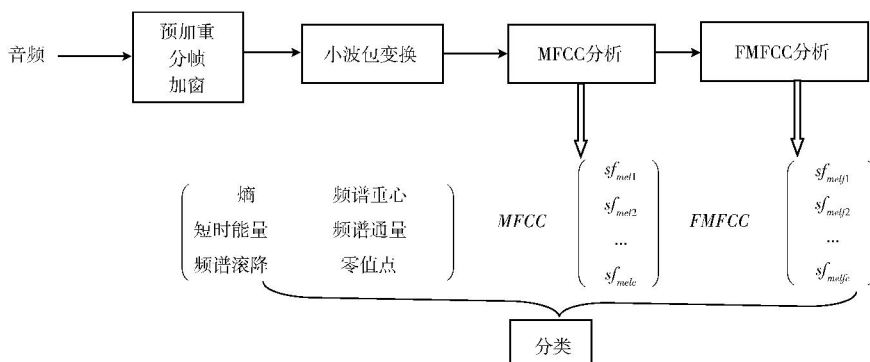 音频
预加重
分帧
加窗
小波包变换
MFCC分析
FMFCC分析
熵 频谱重心
短时能量 频谱通量
频谱滚降 零值点
MFCC
sf_mel1
sf_mel2
...
sf_melc
FMFCC
sf_melf1
sf_melf2
...
sf_melfc
分类